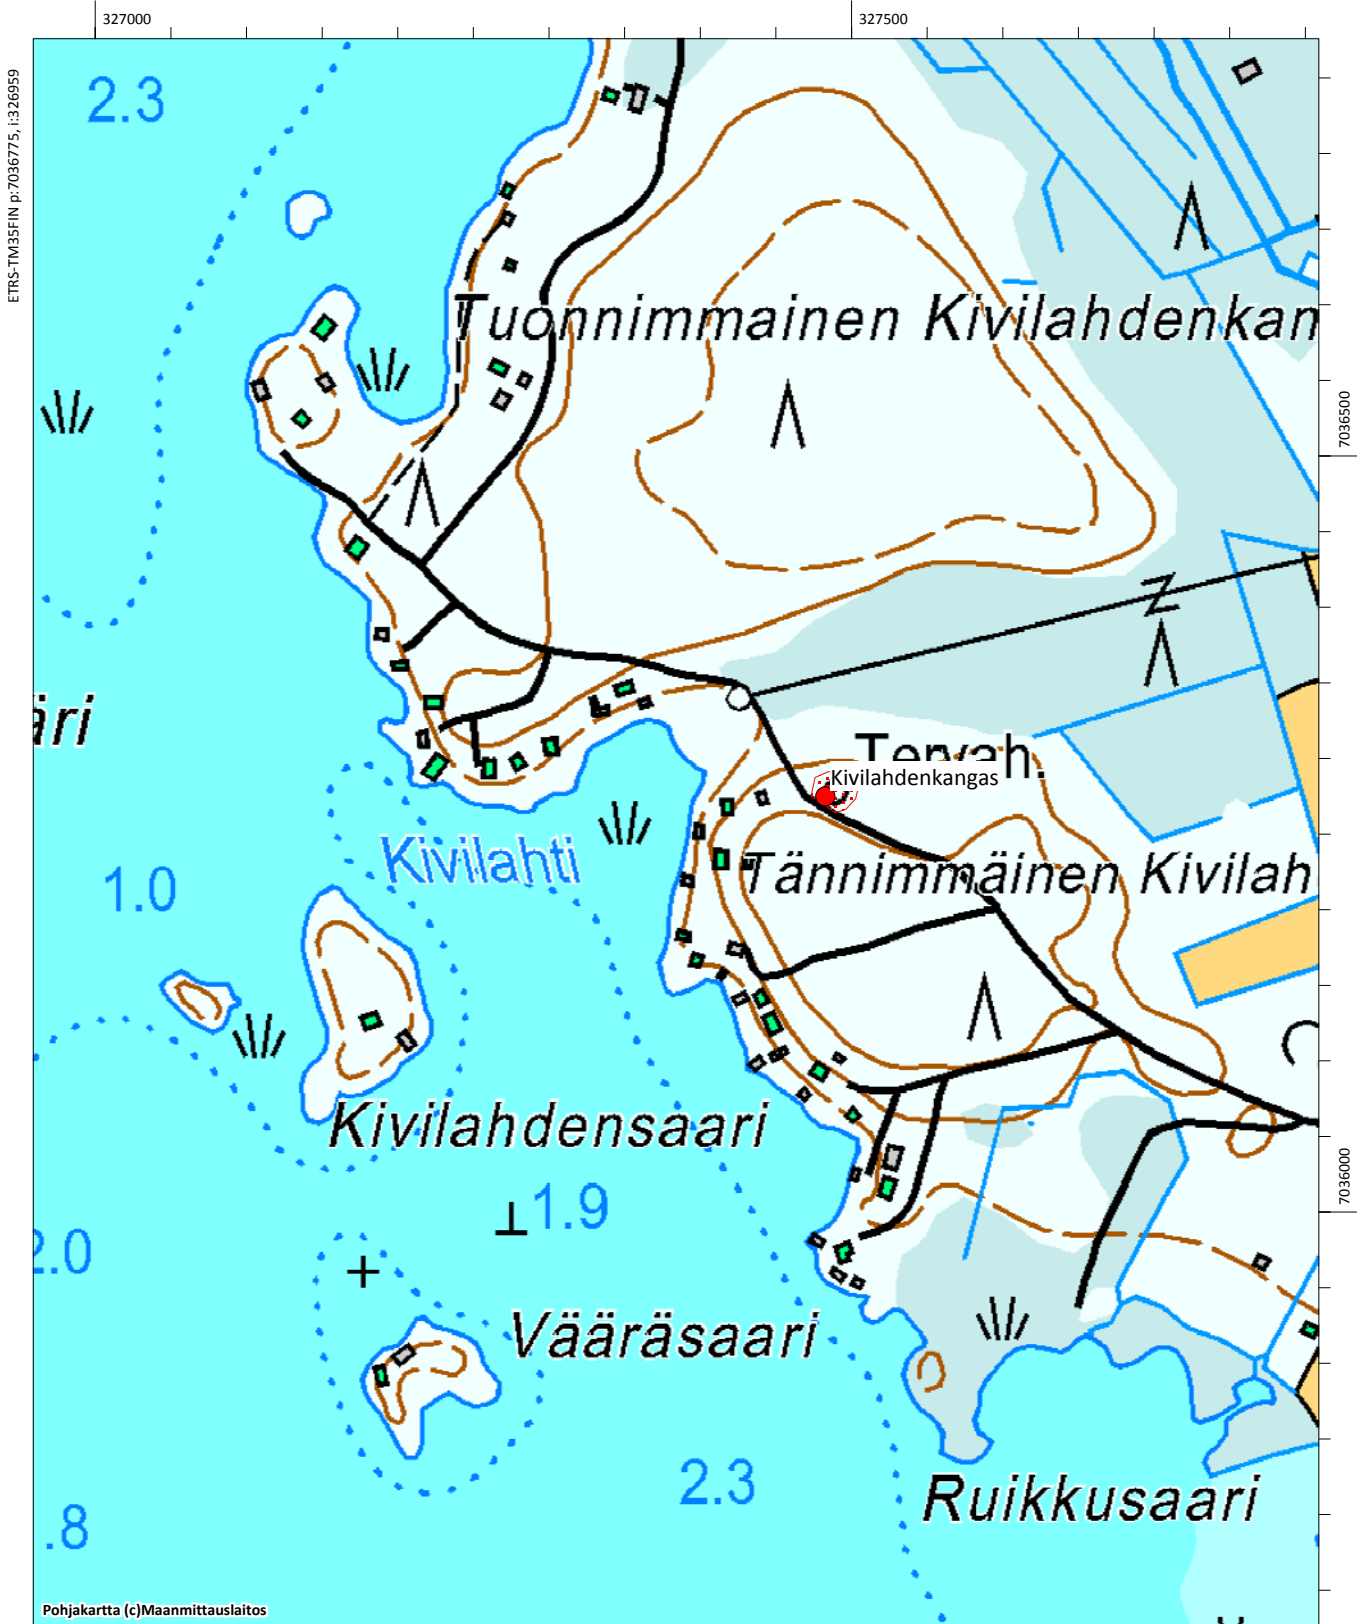 327000
327500
ETRS-TM35FIN p:7036775, i:326959
2.3
Tuonnimmainen Kivilahdenkan
7036500
äri
Tervah.
Kivilahdenkangas
Kivilahti
Tännimmäinen Kivilah
1.0
Kivilahdensaari
7036000
1.9
2.0
Vääräsaari
2.3
Ruikkusaari
.8
Pohjakartta (c)Maanmittauslaitos